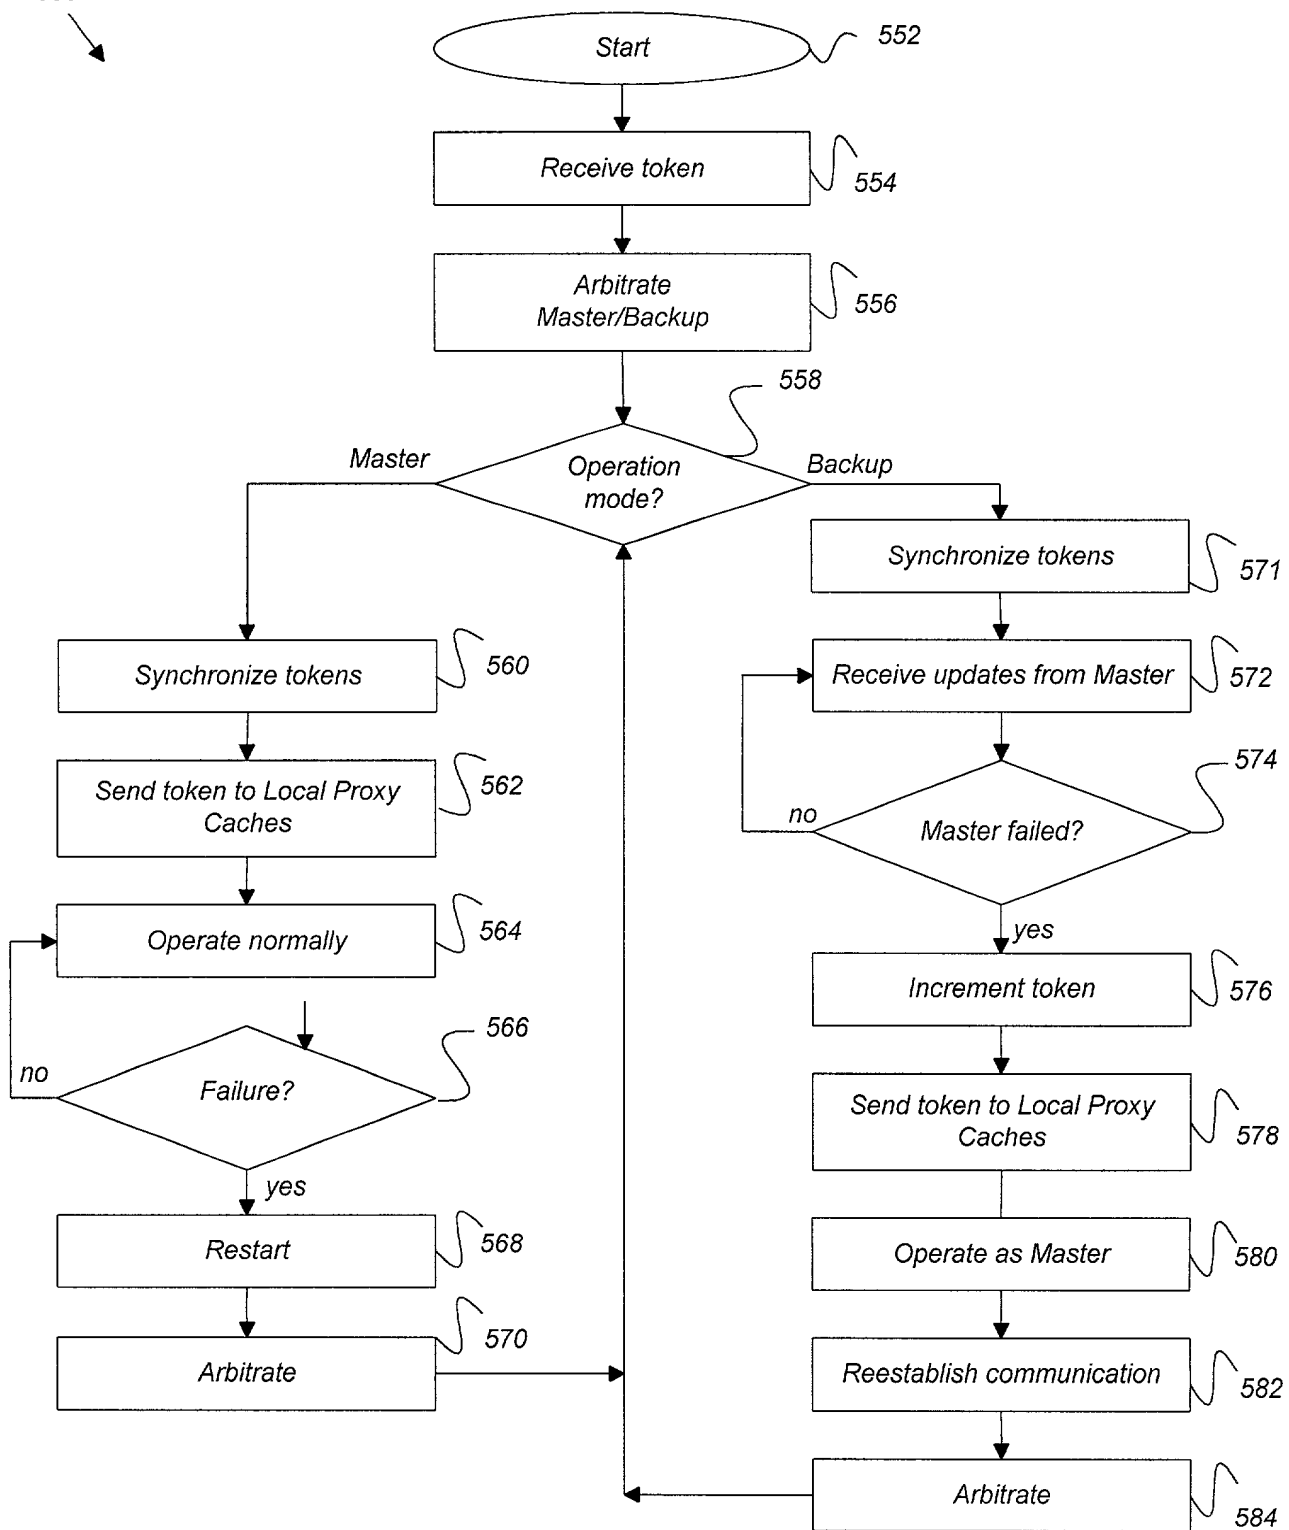 Start
552
Receive token
554
Arbitrate
Master/Backup
556
558
Master
Operation
mode?
Backup
Synchronize tokens
571
Synchronize tokens
560
Receive updates from Master
572
Send token to Local Proxy
Caches
562
574
no
Master failed?
Operate normally
564
yes
Increment token
576
566
no
Failure?
Send token to Local Proxy
Caches
578
yes
Restart
568
Operate as Master
580
570
Arbitrate
Reestablish communication
582
Arbitrate
584